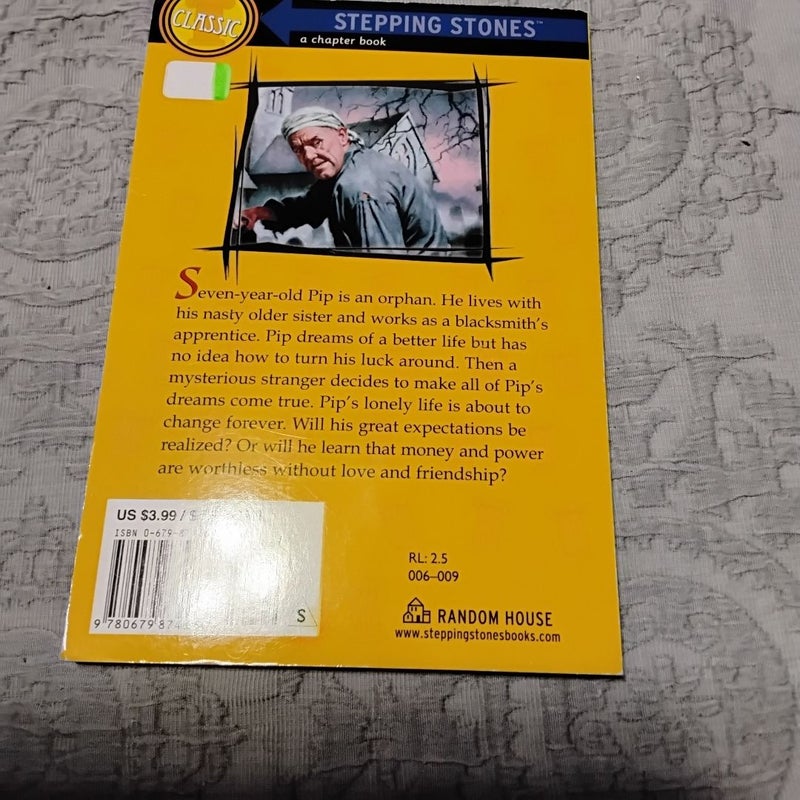 CLASSIC
STEPPING STONES™
a chapter book
Seven-year-old Pip is an orphan. He lives with
his nasty older sister and works as a blacksmith's
apprentice. Pip dreams of a better life but has
no idea how to turn his luck around. Then a
mysterious stranger decides to make all of Pip's
dreams come true. Pip's lonely life is about to
change forever. Will his great expectations be
realized? Or will he learn that money and power
are worthless without love and friendship?
US $3.99 / $
ISBN 0-679-8
9 780679 87
S
RL: 2.5
006–009
RANDOM HOUSE
www.steppingstonesbooks.com